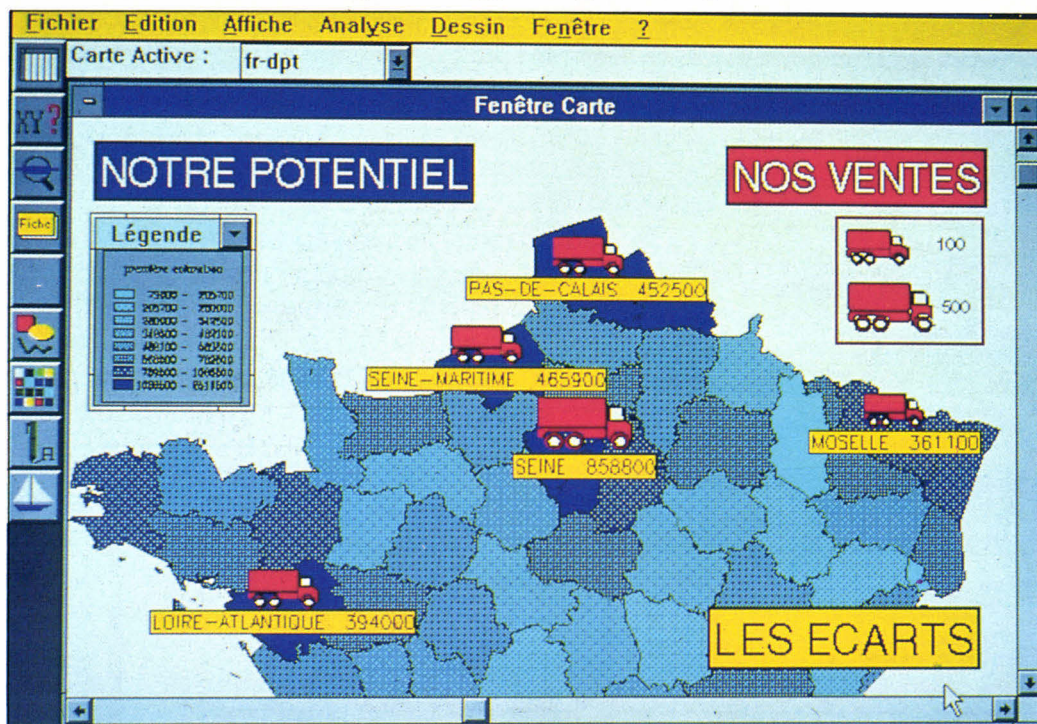 Fichier Edition Affiche Analyse Dessin Fenêtre ?
Carte Active : fr-dpt
Fenêtre Carte
XY?
Fiche
NOTRE POTENTIEL
NOS VENTES
Légende
100
500
PAS-DE-CALAIS 452500
SEINE-MARITIME 465900
SEINE 858800
MOSELLE 361100
LOIRE-ATLANTIQUE 394000
LES ECARTS